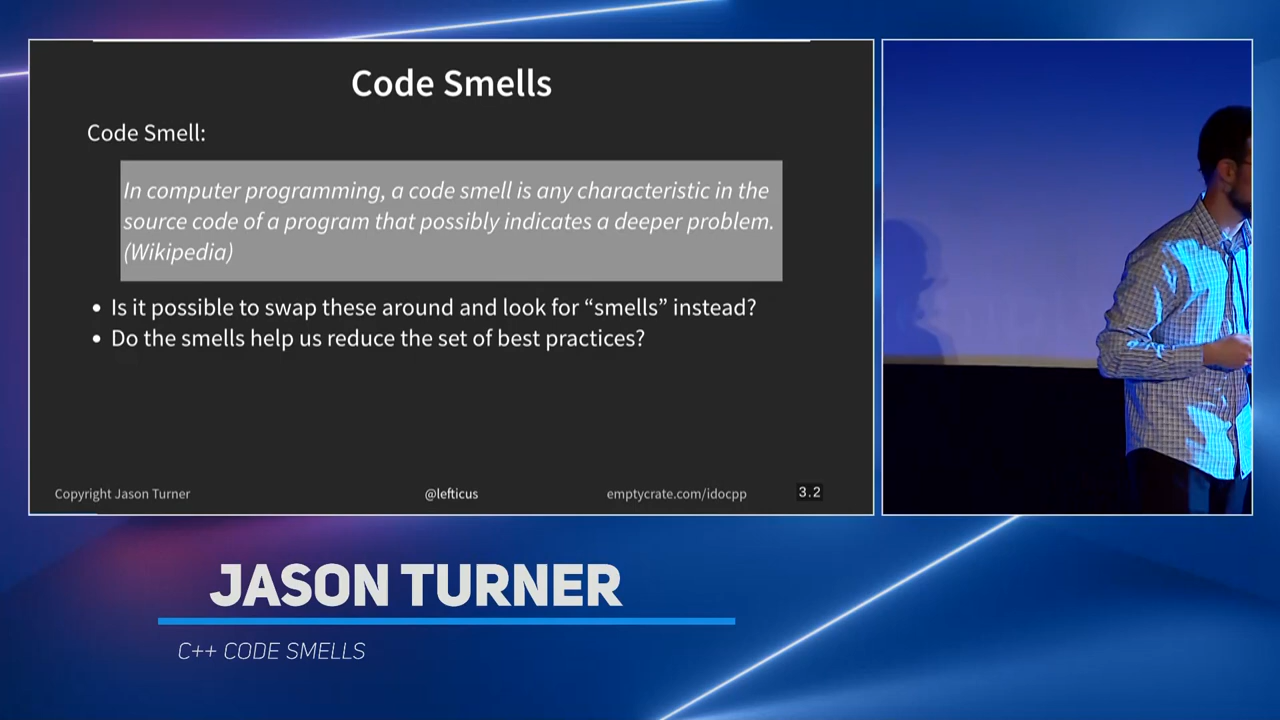 Code Smells
Code Smell:
In computer programming, a code smell is any characteristic in the
source code of a program that possibly indicates a deeper problem.
(Wikipedia)
• Is it possible to swap these around and look for “smells” instead?
• Do the smells help us reduce the set of best practices?
Copyright Jason Turner
@lefticus
emptycrate.com/idocpp
3.2
JASON TURNER
C++ CODE SMELLS